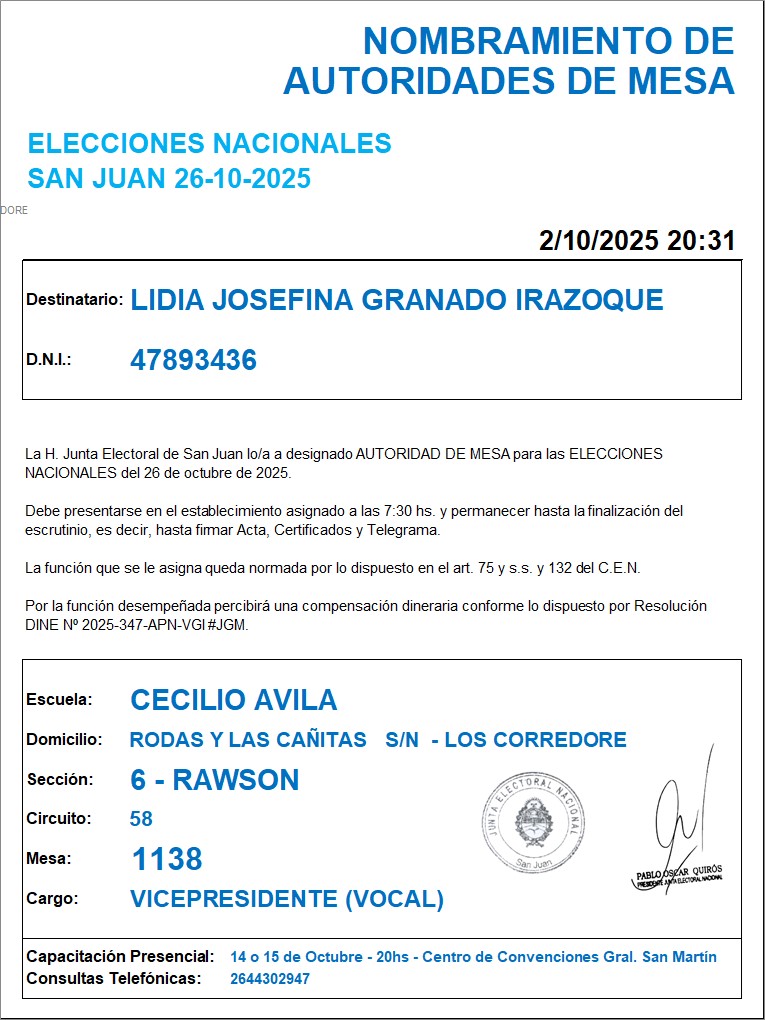 NOMBRAMIENTO DE
AUTORIDADES DE MESA
ELECCIONES NACIONALES
SAN JUAN 26-10-2025
DORE
2/10/2025 20:31
Destinatario: LIDIA JOSEFINA GRANADO IRAZOQUE
D.N.I.: 47893436
La H. Junta Electoral de San Juan lo/a a designado AUTORIDAD DE MESA para las ELECCIONES
NACIONALES del 26 de octubre de 2025.
Debe presentarse en el establecimiento asignado a las 7:30 hs. y permanecer hasta la finalización del
escrutinio, es decir, hasta firmar Acta, Certificados y Telegrama.
La función que se le asigna queda normada por lo dispuesto en el art. 75 y s.s. y 132 del C.E.N.
Por la función desempeñada percibirá una compensación dineraria conforme lo dispuesto por Resolución
DINE Nº 2025-347-APN-VGI#JGM.
Escuela: CECILIO AVILA
Domicilio: RODAS Y LAS CAÑITAS S/N - LOS CORREDORE
Sección: 6 - RAWSON
Circuito: 58
Mesa: 1138
Cargo: VICEPRESIDENTE (VOCAL)
JUNTA ELECTORAL NACIONAL
San Juan
PABLO OSCAR QUIRÓS
PRESIDENTE JUNTA ELECTORAL NACIONAL
Capacitación Presencial: 14 o 15 de Octubre - 20hs - Centro de Convenciones Gral. San Martín
Consultas Telefónicas: 2644302947